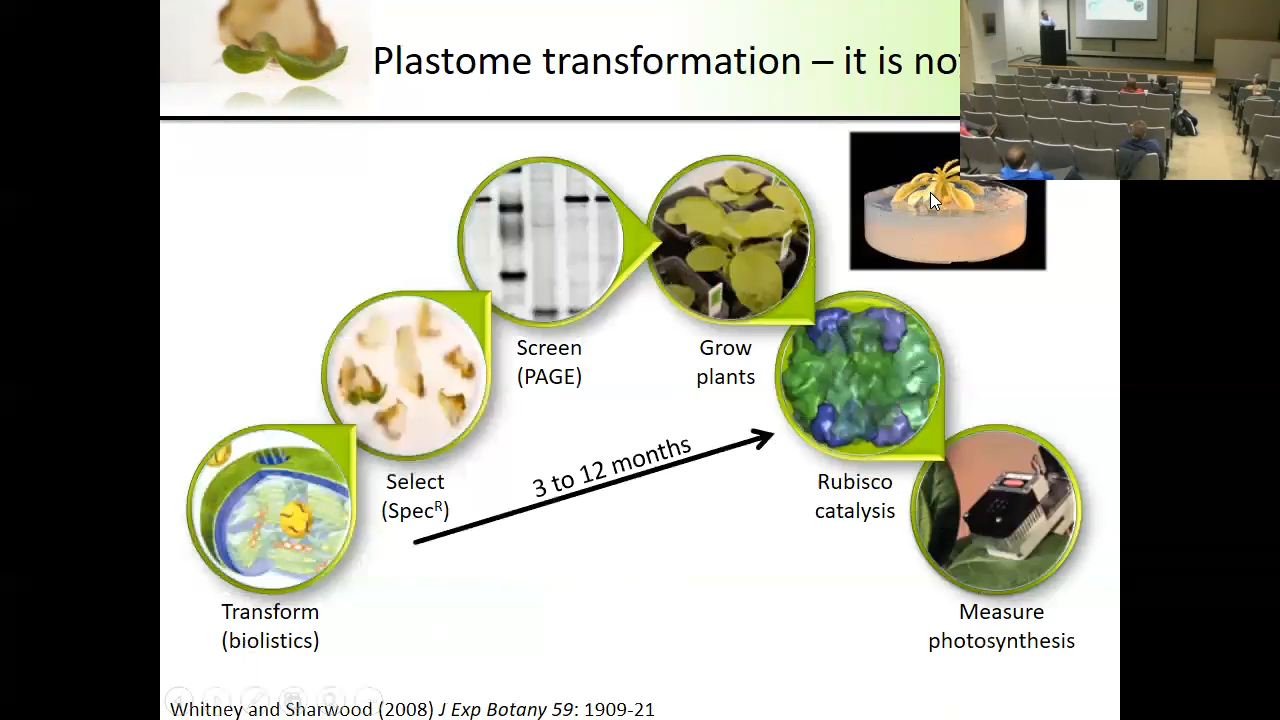 Plastome transformation – it is no
Screen
(PAGE)
Grow
plants
3 to 12 months
Select
(Specᴿ)
Rubisco
catalysis
Transform
(biolistics)
Measure
photosynthesis
Whitney and Sharwood (2008) J Exp Botany 59: 1909-21